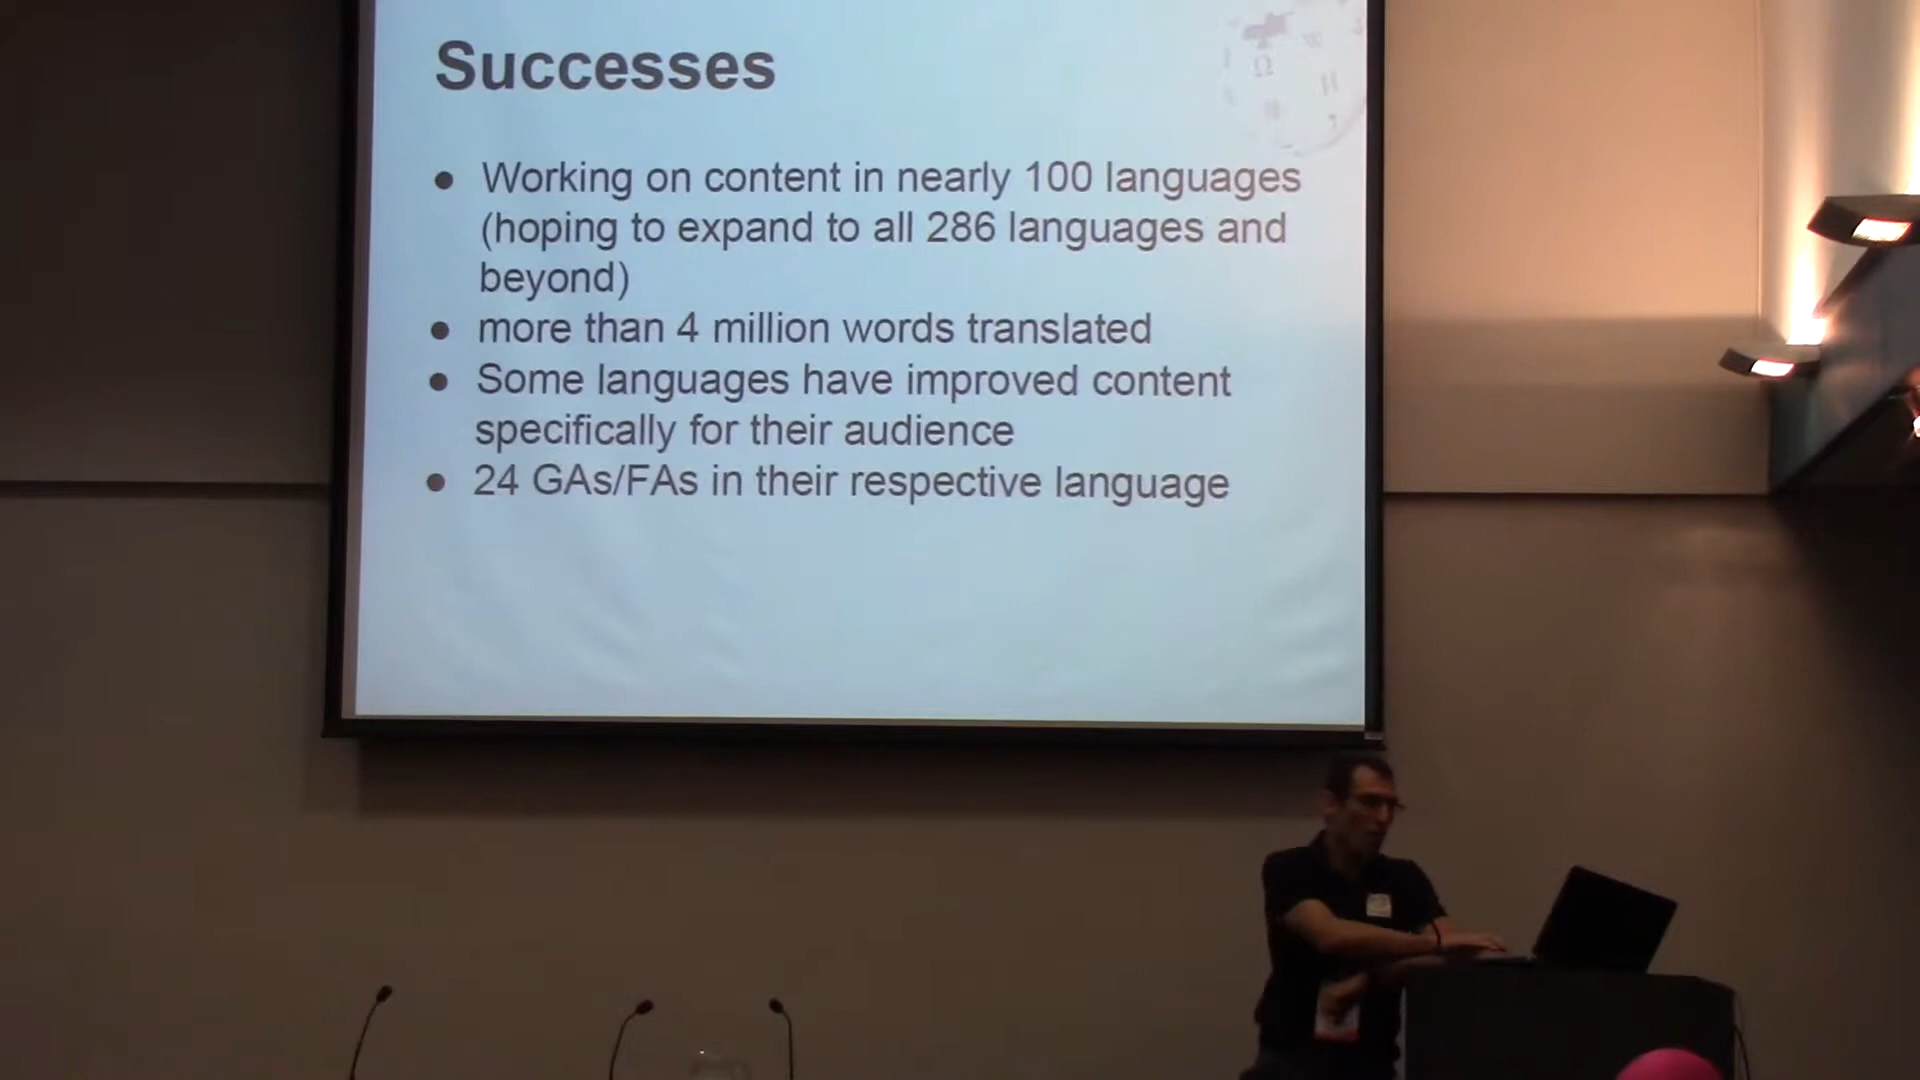 Successes
● Working on content in nearly 100 languages
(hoping to expand to all 286 languages and
beyond)
● more than 4 million words translated
● Some languages have improved content
specifically for their audience
● 24 GAs/FAs in their respective language